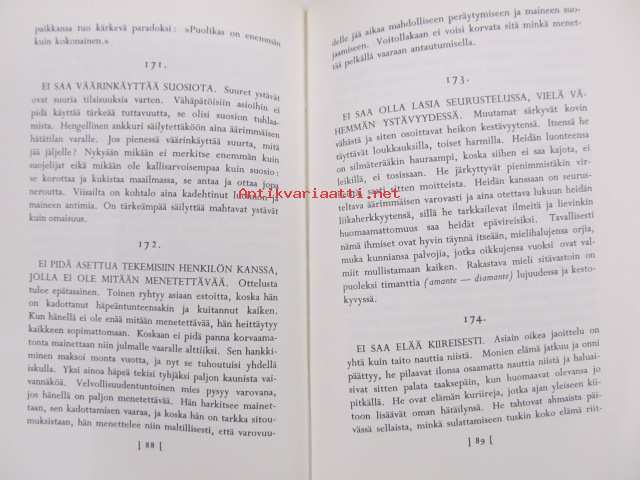 paikkansa tuo kärkevä paradoksi: »Puolikas on enemmän
kuin kokonainen.»
171.
EI SAA VÄÄRINKÄYTTÄÄ SUOSIOTA. Suuret ystävät
ovat suuria tilaisuuksia varten. Vähäpätöisiin asioihin ei
pidä käyttää tärkeää tuttavuutta, se olisi suosion tuhlaa-
mista. Hengellinen ankkuri säilytettäköön aina äärimmäisen
hätätilan varalle. Jos pienessä väärinkäyttää suurta, mitä
jää jäljelle? Nykyään mikään ei merkitse enemmän kuin
suojelijat eikä mikään ole kallisarvoisempaa kuin suosio:
se korottaa ja kukistaa maailmassa, se antaa ja ottaa jopa
neroutta. Viisailta on kohtalo aina kadehtinut luonnon ja
maineen antimia. On tärkeämpää säilyttää mahtavat ystävät
kuin omaisuus.
172.
EI PIDÄ ASETTUA TEKEMISIIN HENKILÖN KANSSA,
JOLLA EI OLE MITÄÄN MENETETTÄVÄÄ. Ottelusta
tulee epätasainen. Toinen ryhtyy asiaan estoitta, koska hän
on kadottanut häpeäntunteensakin ja kuitannut kaiken.
Kun hänellä ei ole enää mitään menetettävää, hän heittäytyy
kaikkeen sopimattomaan. Koskaan ei pidä panna korvaama-
tonta mainettaan niin julmalle vaaralle alttiiksi. Sen hankki-
minen maksoi monta vuotta, ja nyt se tuhoutuisi yhdellä
iskulla. Yksi ainoa häpeä tekisi tyhjäksi paljon kaunista vai-
vannäköä. Velvollisuudentuntoinen mies pysyy varovana,
jos hänellä on paljon menetettävää. Hän harkitsee mainet-
taan, sen kadottamisen vaaraa, ja koska hän on tarkka sitou-
muksistaan, hän menettelee niin maltillisesti, että varovuu-
] 88 [
delle jää aikaa mahdolliseen peräytymiseen ja maineen suo-
jaamiseen. Voitollakaan ei voisi korvata sitä minkä menet-
tää pelkällä vaaraan antautumisella.
173.
EI SAA OLLA LASIA SEURUSTELUSSA, VIELÄ VÄ-
HEMMÄN YSTÄVYYDESSÄ. Muutamat särkyvät kovin
vähästä ja siten osoittavat heikon kestävyytensä. Itsensä he
täyttävät loukkauksilla, toiset harmilla. Heidän luonteensa
on silmäterääkin hauraampi, koska siihen ei saa kajota, ei
leikillä, ei tosissaan. He järkyttyvät pienimmistäkin vir-
heistä saati sitten moitteista. Heidän kanssaan on seurus-
teltava äärimmäisen varovasti ja aina otettava lukuun heidän
liikaherkkyytensä, sillä he tarkkailevat ilmeitä ja lievinkin
huomaamattomuus saa heidät epävireisiksi. Tavallisesti
nämä ihmiset ovat hyvin täynnä itseään, mielihalujensa orjia,
muka kunniansa palvojia, jotka oikkujensa vuoksi ovat val-
miit mullistamaan kaiken. Rakastava mieli sitävastoin on
puoleksi timanttia (amante — diamante) lujuudessa ja kesto-
kyvyssä.
174.
EI SAA ELÄÄ KIIREISESTI. Asiain oikea jaoittelu on
yhtä kuin taito nauttia niistä. Monien elämä jatkuu ja onni
päättyy, he pilaavat ilonsa osaamatta nauttia niistä ja haluai-
sivat sitten palata taaksepäin, kun huomaavat olevansa jo
pitkällä. He ovat elämän kuriirejä, jotka ajan yleiseen kii-
toon lisäävät oman hätäilynsä. He tahtovat ahmaista päi-
vässä sellaista, minkä sulattamiseen tuskin koko elämä riit-
] 89 [
antikvariaatti.net